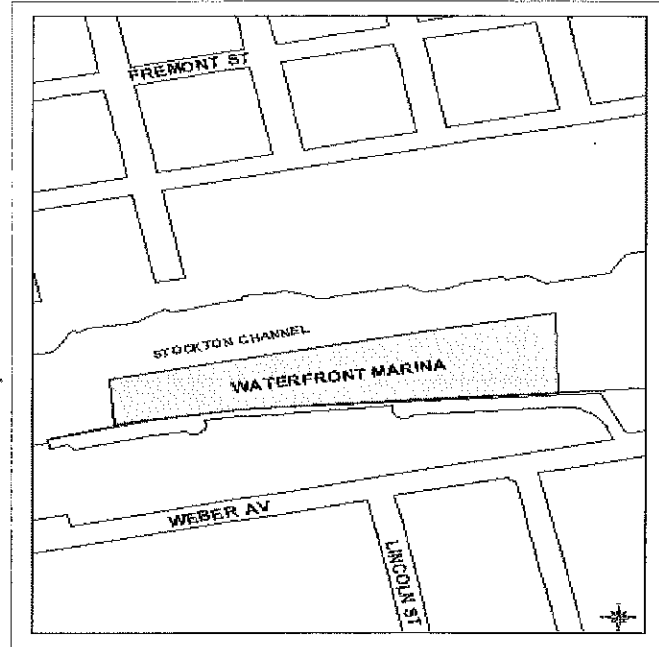 FREMONT ST
STOCKTON CHANNEL
WATERFRONT MARINA
WEBER AV
LINCOLN ST